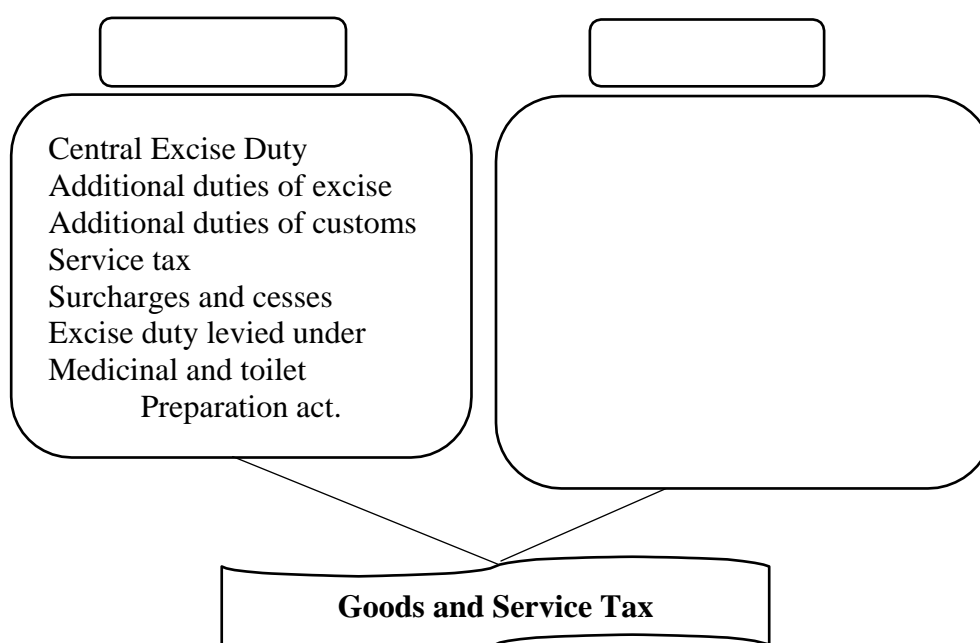 Central Excise Duty
Additional duties of excise
Additional duties of customs
Service tax
Surcharges and cesses
Excise duty levied under
Medicinal and toilet
Preparation act.
Goods and Service Tax